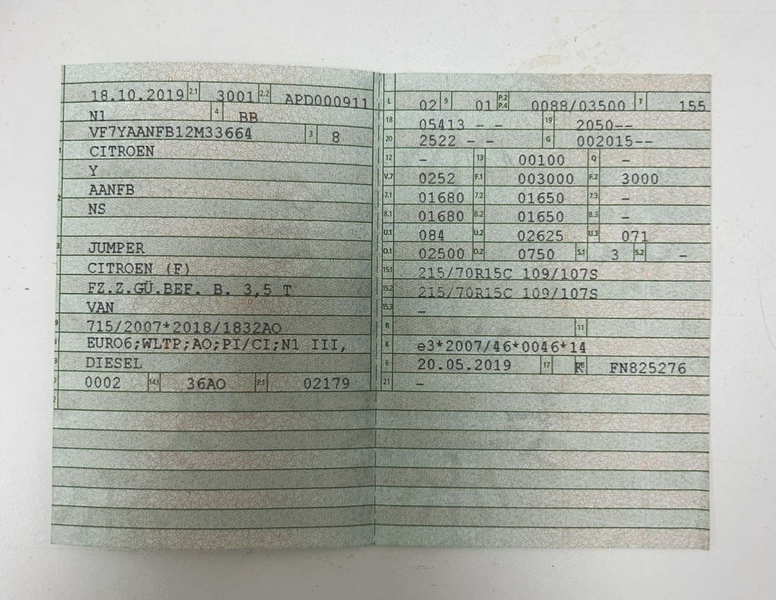 18.10.2019 2.1 3001 2.2 APD000911
N1 4 BB
VF7YAANFB12M33664 3 8
CITROEN
Y
AANFB
NS
JUMPER
CITROEN (F)
FZ.Z.GÜ.BEF. B. 3,5 T
VAN
715/2007*2018/1832AO
EURO6;WLTP;AO;PI/CI;N1 III,
DIESEL
0002 14.1 36AO P.1 02179
L 02 9 01 P.2 P.4 0088/03500 T 155
18 05413 - - 19 2050--
20 2522 - - G 002015--
12 - 13 00100 Q -
V.7 0252 F.1 003000 F.2 3000
7.1 01680 7.2 01650 7.3 -
8.1 01680 8.2 01650 8.3 -
U.1 084 U.2 02625 U.3 071
O.1 02500 O.2 0750 S.1 3 S.2 -
15.1 215/70R15C 109/107S
15.2 215/70R15C 109/107S
15.3 -
R 11
K e3*2007/46*0046*14
6 20.05.2019 17 K 16 FN825276
21 -